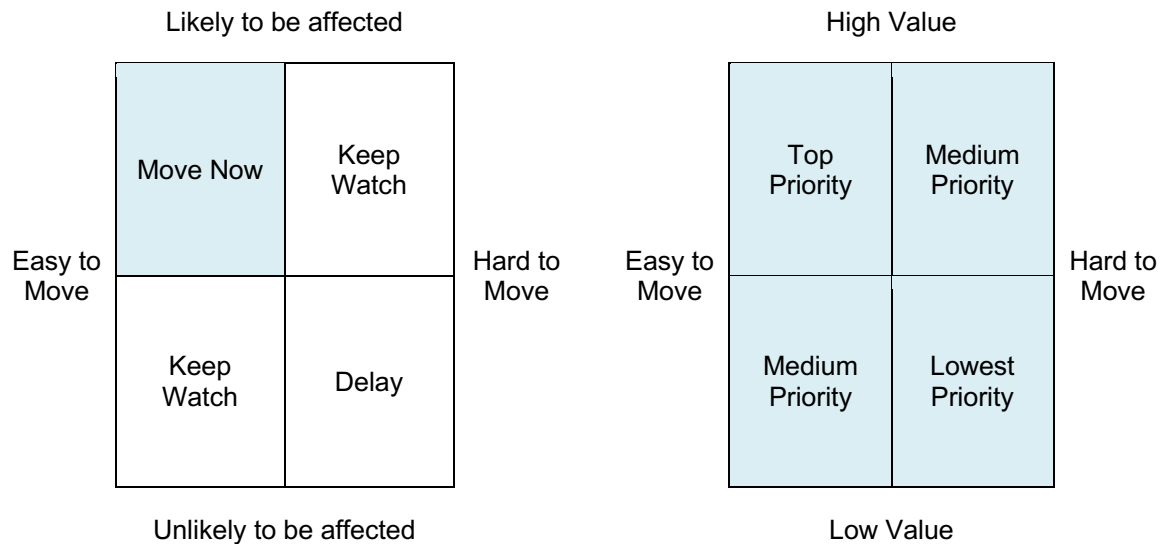 Likely to be affected
Move Now
Keep
Watch
Easy to
Move
Hard to
Move
Keep
Watch
Delay
Unlikely to be affected
High Value
Top
Priority
Medium
Priority
Easy to
Move
Hard to
Move
Medium
Priority
Lowest
Priority
Low Value